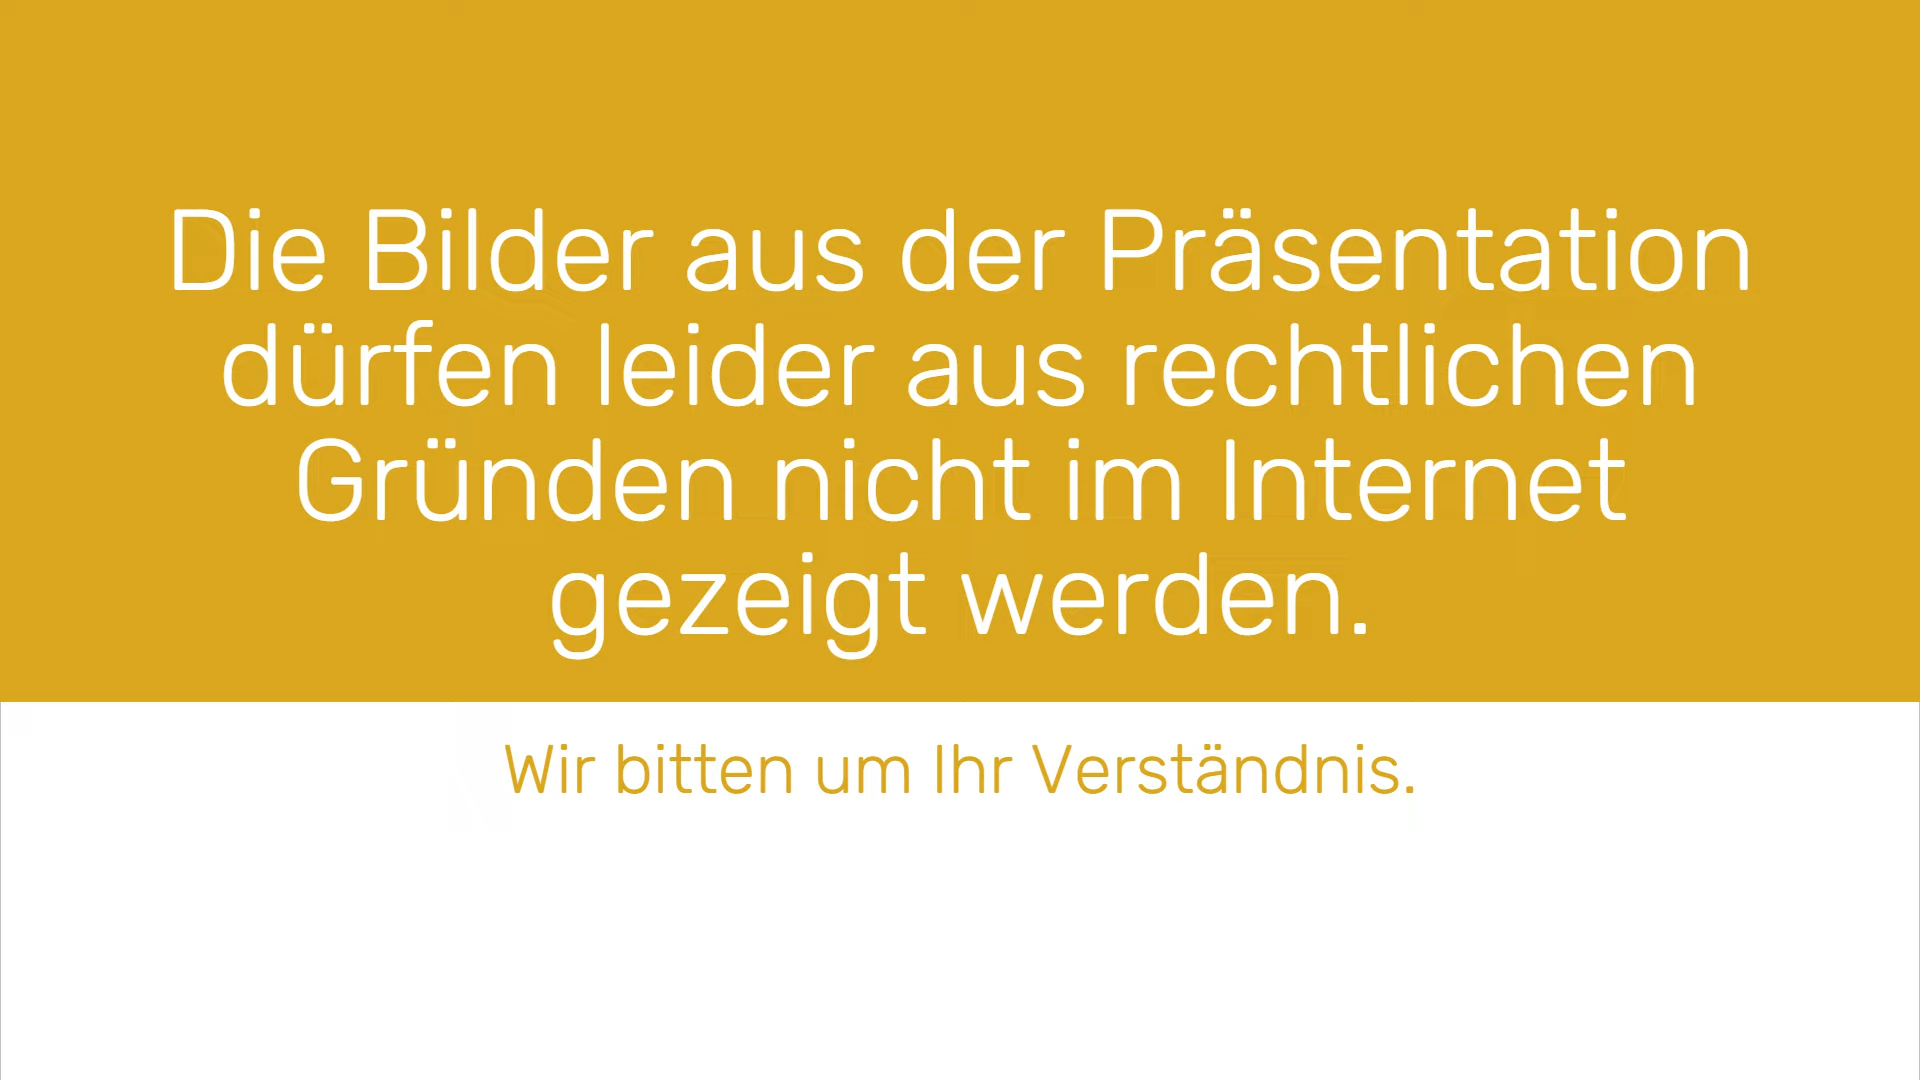 Die Bilder aus der Präsentation
dürfen leider aus rechtlichen
Gründen nicht im Internet
gezeigt werden.
Wir bitten um Ihr Verständnis.